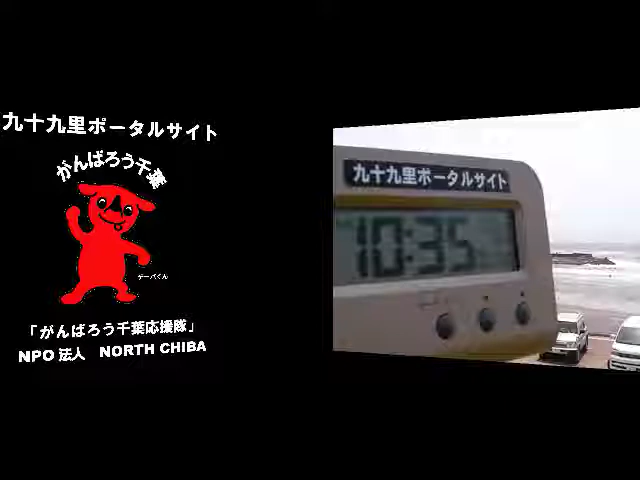 九十九里ポータルサイト
がんばろう千葉
チーバくん
「がんばろう千葉応援隊」
NPO法人 NORTH CHIBA
九十九里ポータルサイト
10:35